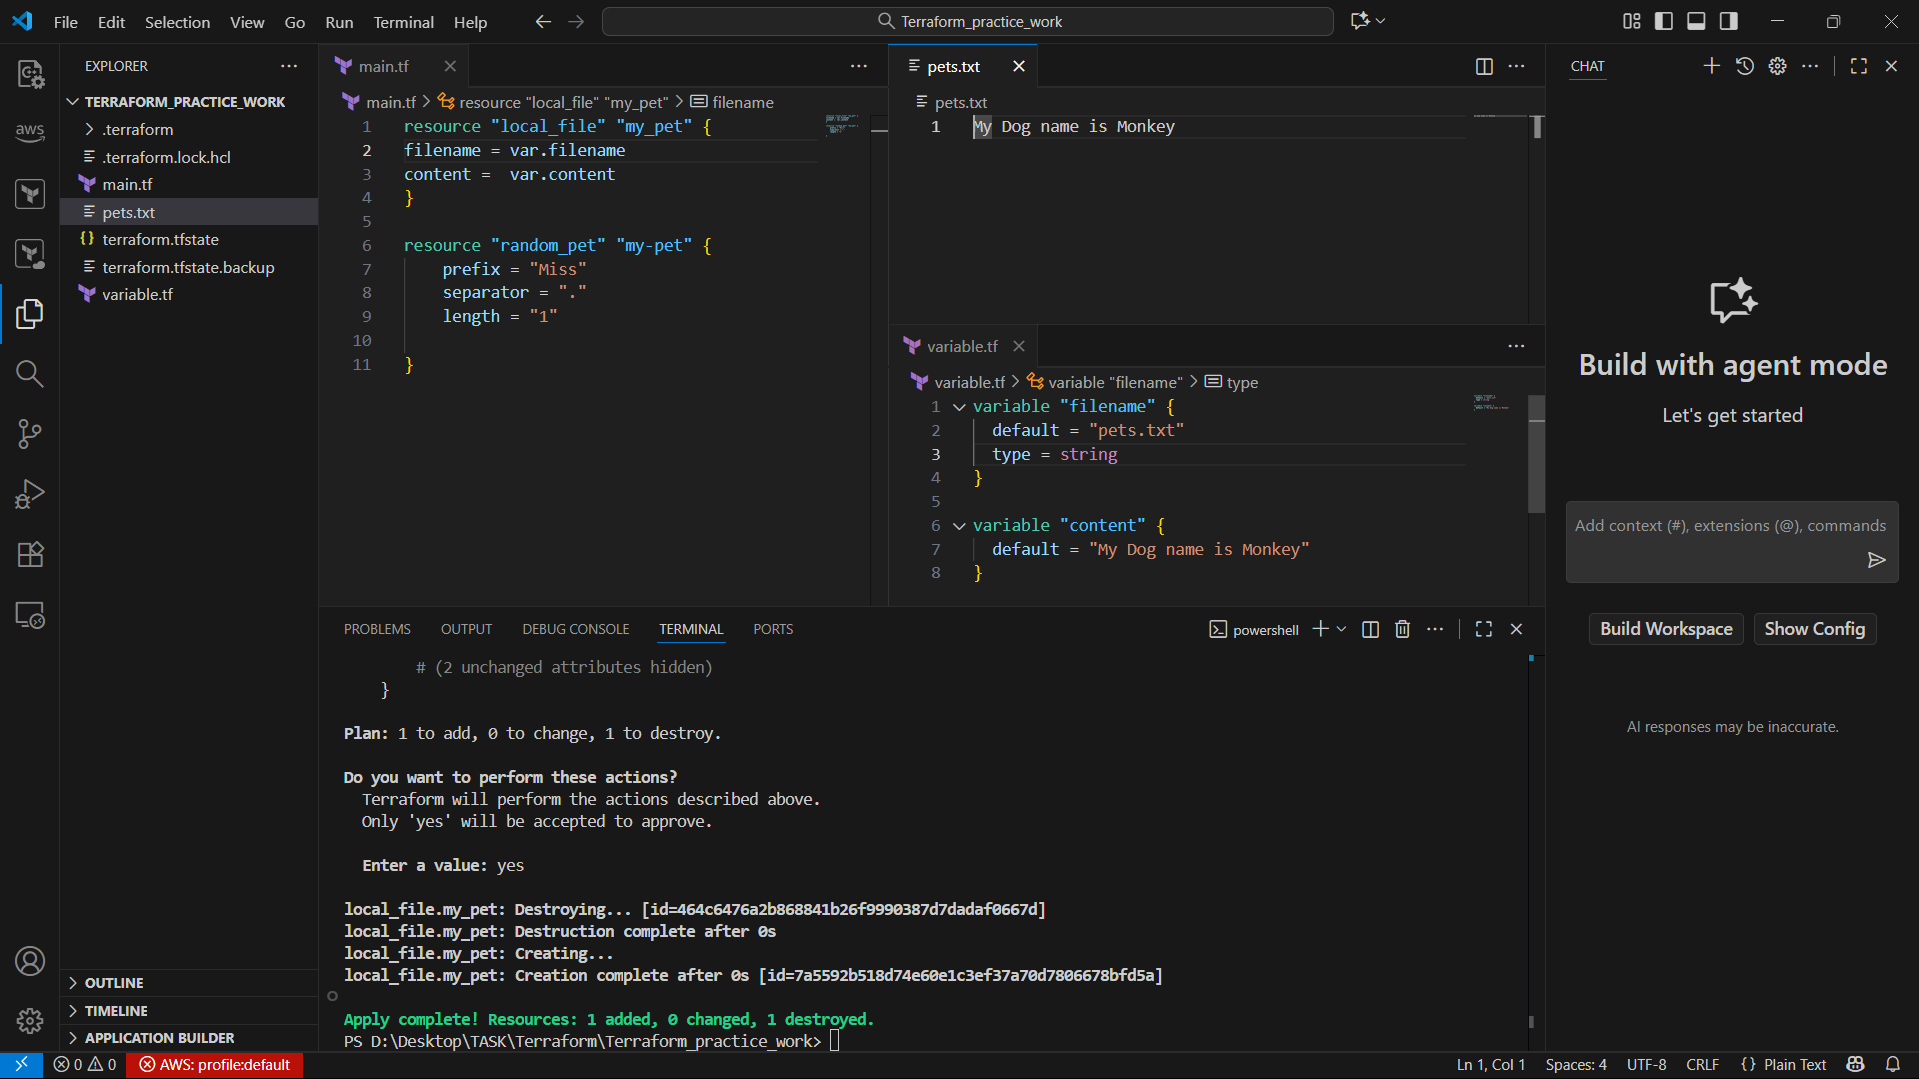 File Edit Selection View Go Run Terminal Help
Terraform_practice_work
EXPLORER
TERRAFORM_PRACTICE_WORK
.terraform
.terraform.lock.hcl
main.tf
pets.txt
terraform.tfstate
terraform.tfstate.backup
variable.tf
OUTLINE
TIMELINE
APPLICATION BUILDER
aws
main.tf
main.tf > resource "local_file" "my_pet" > filename
1 resource "local_file" "my_pet" {
2 filename = var.filename
3 content =  var.content
4 }
5
6 resource "random_pet" "my-pet" {
7     prefix = "Miss"
8     separator = "."
9     length = "1"
10
11 }
pets.txt
pets.txt
1 My Dog name is Monkey
variable.tf
variable.tf > variable "filename" > type
1 variable "filename" {
2   default = "pets.txt"
3   type = string
4 }
5
6 variable "content" {
7   default = "My Dog name is Monkey"
8 }
PROBLEMS OUTPUT DEBUG CONSOLE TERMINAL PORTS
powershell
# (2 unchanged attributes hidden)
}
Plan: 1 to add, 0 to change, 1 to destroy.
Do you want to perform these actions?
Terraform will perform the actions described above.
Only 'yes' will be accepted to approve.
Enter a value: yes
local_file.my_pet: Destroying... [id=464c6476a2b868841b26f9990387d7dadaf0667d]
local_file.my_pet: Destruction complete after 0s
local_file.my_pet: Creating...
local_file.my_pet: Creation complete after 0s [id=7a5592b518d74e60e1c3ef37a70d7806678bfd5a]
Apply complete! Resources: 1 added, 0 changed, 1 destroyed.
PS D:\Desktop\TASK\Terraform\Terraform_practice_work>
CHAT
Build with agent mode
Let's get started
Add context (#), extensions (@), commands
Build Workspace
Show Config
AI responses may be inaccurate.
0 0 AWS: profile:default
Ln 1, Col 1 Spaces: 4 UTF-8 CRLF {} Plain Text